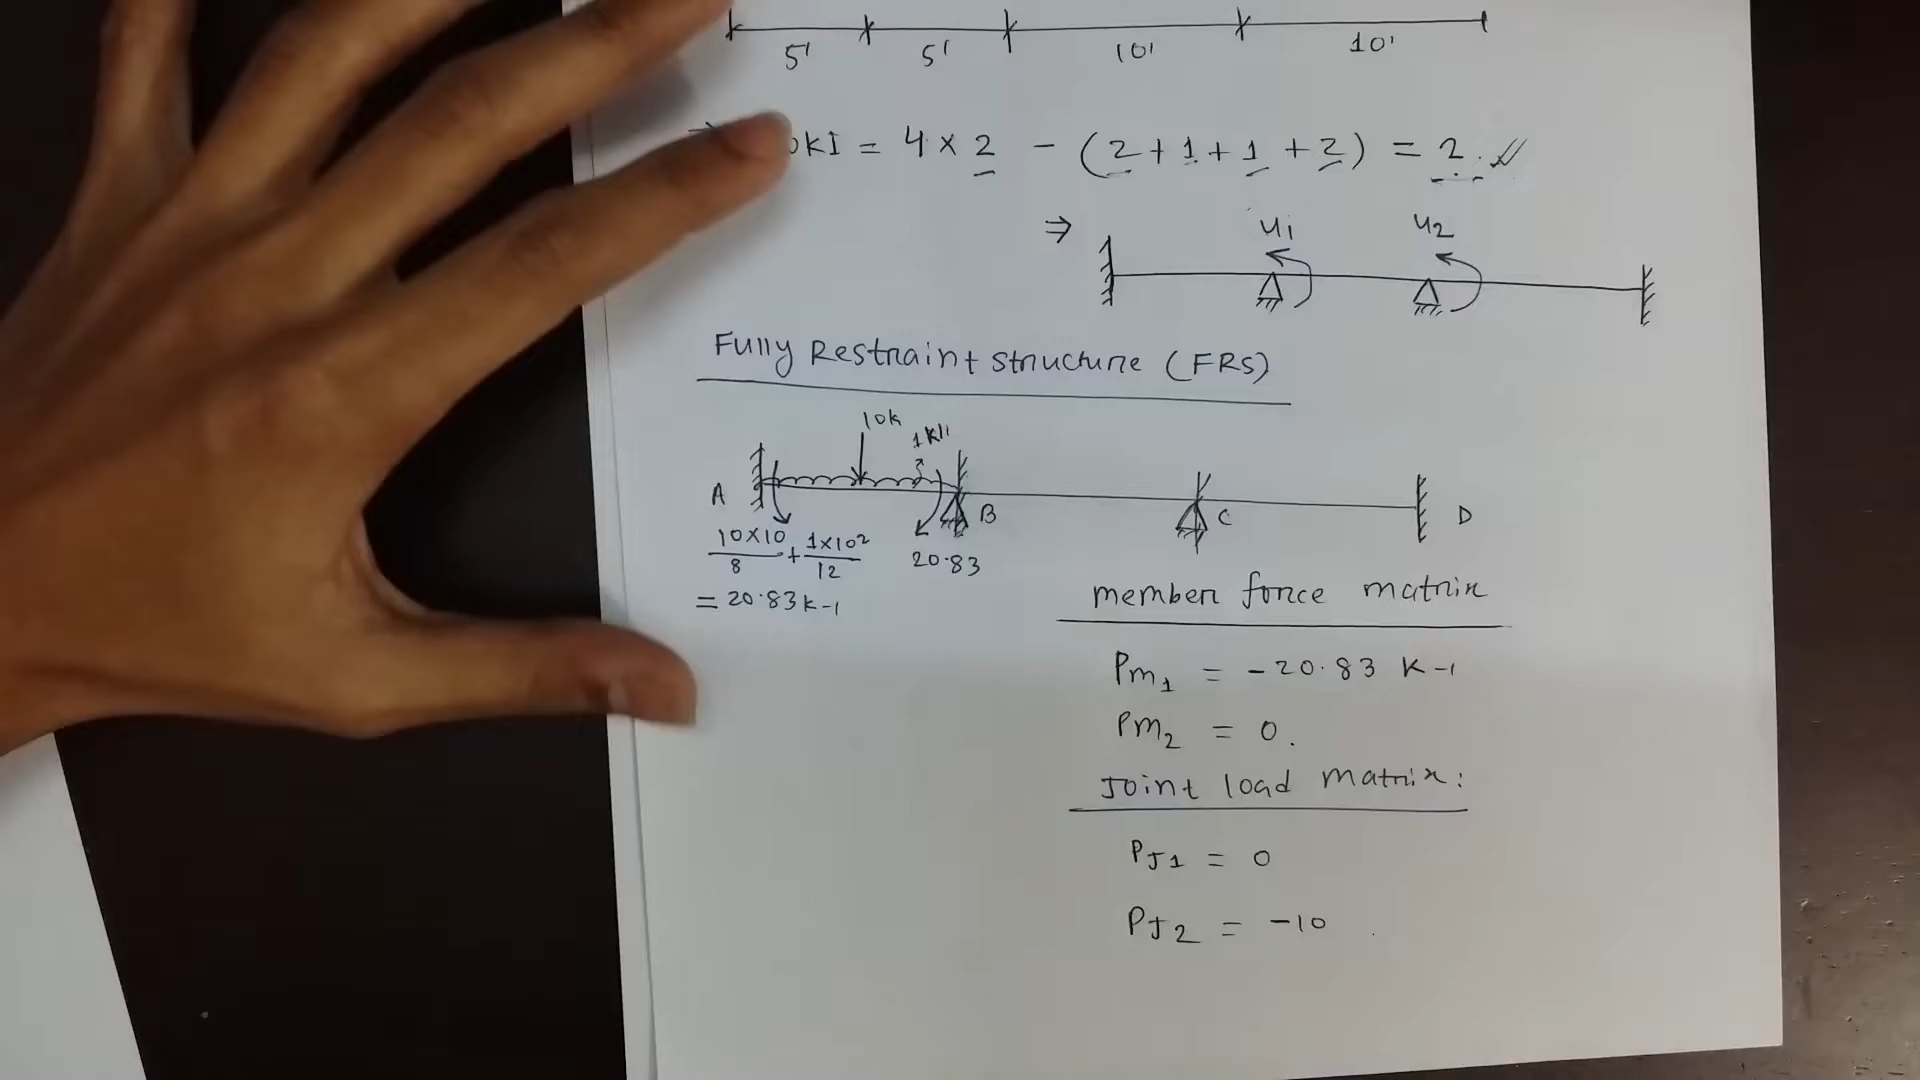 5' 5' 10' 10'
⇒ DKI = 4 × 2 - (2 + 1 + 1 + 2) = 2.
⇒ u1 u2
Fully Restraint structure (FRS)
10k 1k/'
A B C D
10×10/8 + 1×10²/12 20.83
= 20.83 k-'
member force matrix
Pm1 = -20.83 k-'
Pm2 = 0.
Joint load matrix:
PJ1 = 0
PJ2 = -10